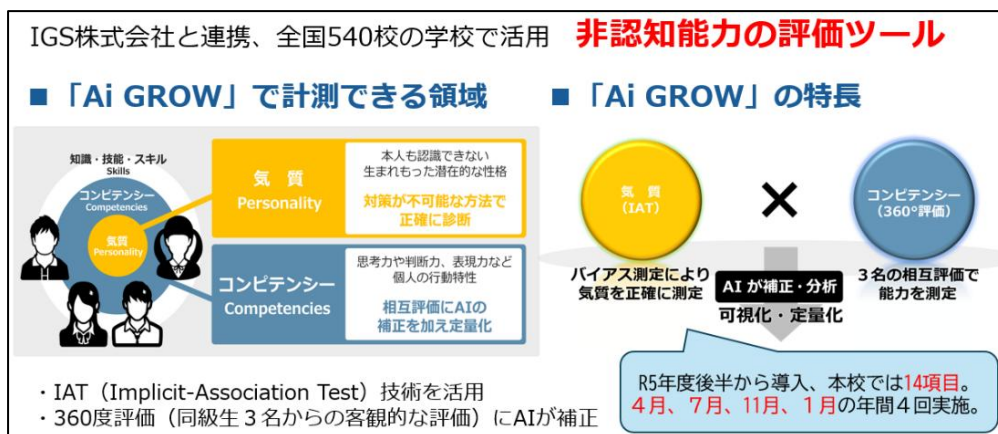 IGS株式会社と連携、全国540校の学校で活用 非認知能力の評価ツール
■「Ai GROW」で計測できる領域
知識・技能・スキル
Skills
コンピテンシー
Competencies
気質
Personality
気 質
Personality
本人も認識できない
生まれもった潜在的な性格
対策が不可能な方法で
正確に診断
コンピテンシー
Competencies
思考力や判断力、表現力など
個人の行動特性
相互評価にAIの
補正を加え定量化
・IAT（Implicit-Association Test）技術を活用
・360度評価（同級生３名からの客観的な評価）にAIが補正
■「Ai GROW」の特長
気 質
（IAT）
×
コンピテンシー
（360°評価）
バイアス測定により
気質を正確に測定
AI が補正・分析
可視化・定量化
３名の相互評価で
能力を測定
R5年度後半から導入、本校では14項目。
４月、７月、11月、１月の年間４回実施。